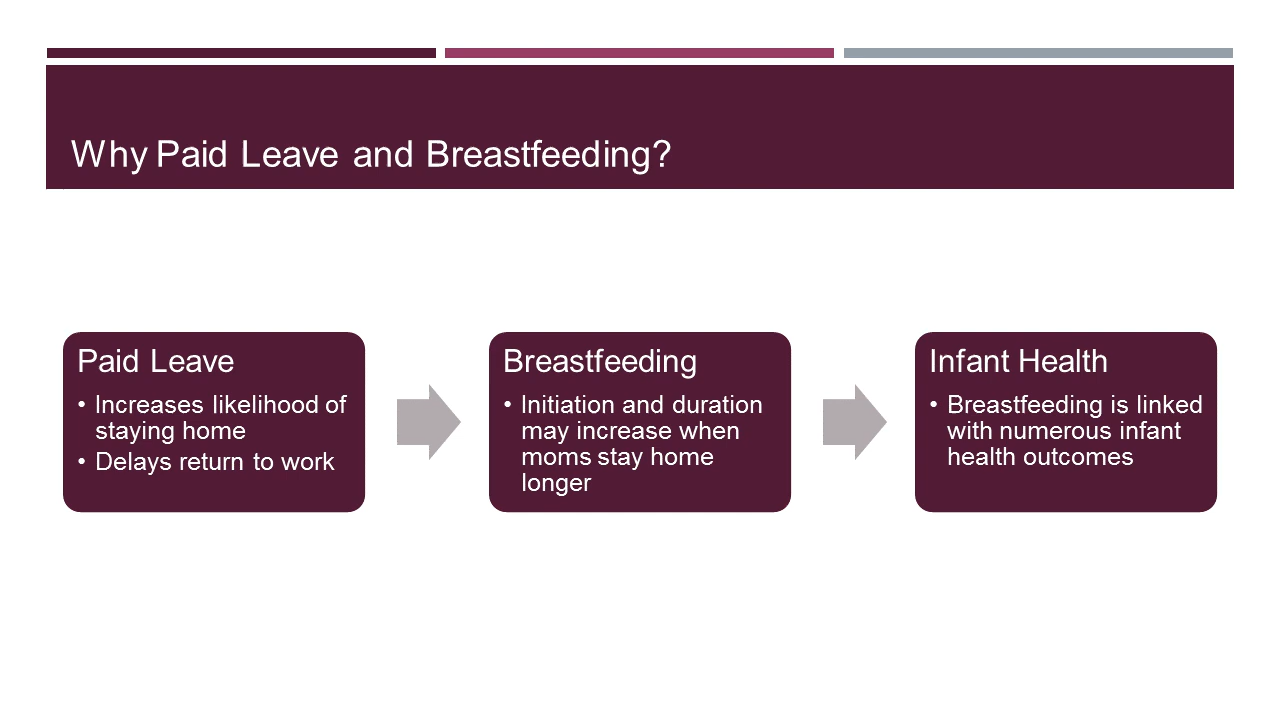 Why Paid Leave and Breastfeeding?
Paid Leave
• Increases likelihood of
staying home
• Delays return to work
Breastfeeding
• Initiation and duration
may increase when
moms stay home
longer
Infant Health
• Breastfeeding is linked
with numerous infant
health outcomes